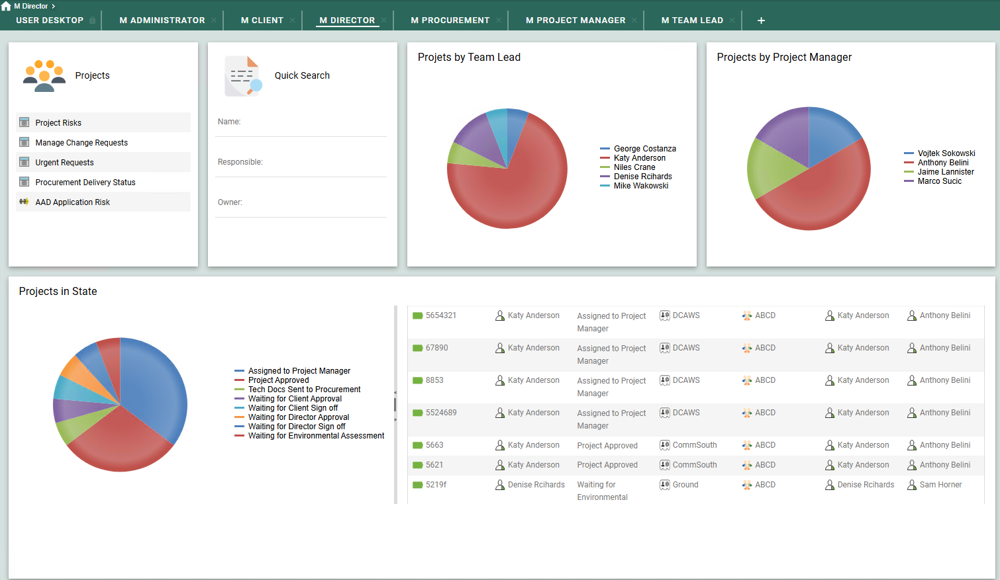 M Director
USER DESKTOP
M ADMINISTRATOR
M CLIENT
M DIRECTOR
M PROCUREMENT
M PROJECT MANAGER
M TEAM LEAD
+
Projects
Project Risks
Manage Change Requests
Urgent Requests
Procurement Delivery Status
AAD Application Risk
Quick Search
Name:
Responsible:
Owner:
Projets by Team Lead
George Costanza
Katy Anderson
Niles Crane
Denise Rcihards
Mike Wakowski
Projects by Project Manager
Vojtek Sokowski
Anthony Belini
Jaime Lannister
Marco Sucic
Projects in State
Assigned to Project Manager
Project Approved
Tech Docs Sent to Procurement
Waiting for Client Approval
Waiting for Client Sign off
Waiting for Director Approval
Waiting for Director Sign off
Waiting for Environmental Assessment
5654321 Katy Anderson Assigned to Project DCAWS ABCD Katy Anderson Anthony Belini
Manager
67890 Katy Anderson Assigned to Project DCAWS ABCD Katy Anderson Anthony Belini
Manager
8853 Katy Anderson Assigned to Project DCAWS ABCD Katy Anderson Anthony Belini
Manager
5524689 Katy Anderson Assigned to Project DCAWS ABCD Katy Anderson Anthony Belini
Manager
5663 Katy Anderson Project Approved CommSouth ABCD Katy Anderson Anthony Belini
5621 Katy Anderson Project Approved CommSouth ABCD Katy Anderson Anthony Belini
5219f Denise Rcihards Waiting for Ground ABCD Denise Rcihards Sam Horner
Environmental